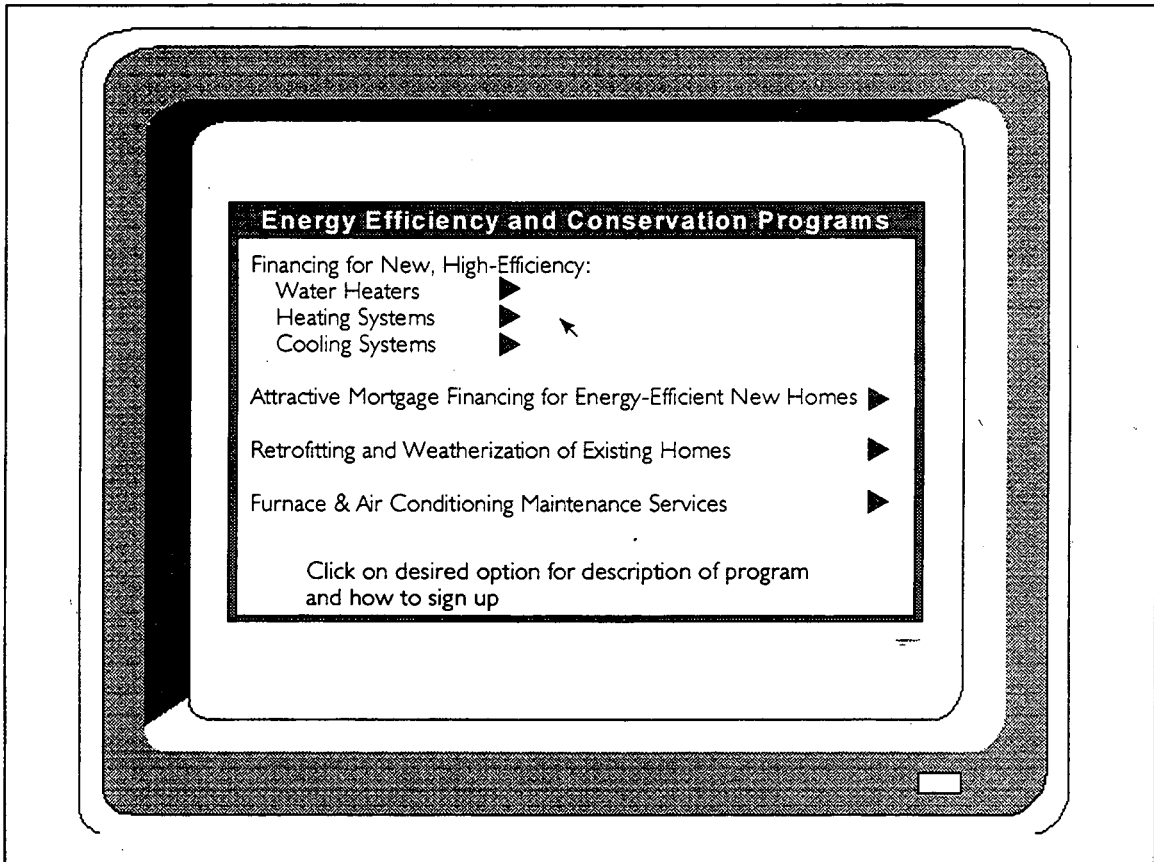 Energy Efficiency and Conservation Programs
Financing for New, High-Efficiency:
Water Heaters
Heating Systems
Cooling Systems
Attractive Mortgage Financing for Energy-Efficient New Homes
Retrofitting and Weatherization of Existing Homes
Furnace & Air Conditioning Maintenance Services
Click on desired option for description of program
and how to sign up